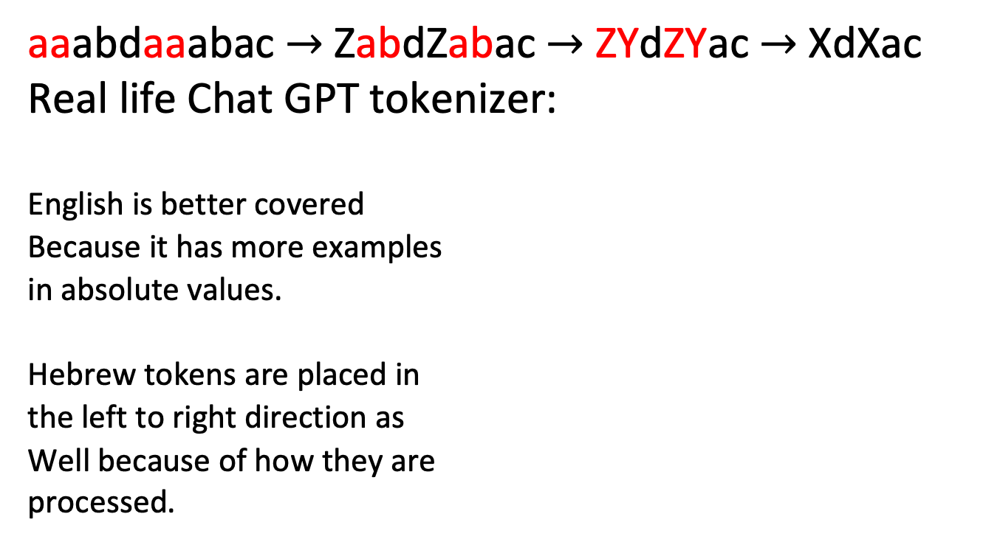 aaabdaaabac → ZabdZabac → ZYdZYac → XdXac
Real life Chat GPT tokenizer:
English is better covered
Because it has more examples
in absolute values.
Hebrew tokens are placed in
the left to right direction as
Well because of how they are
processed.